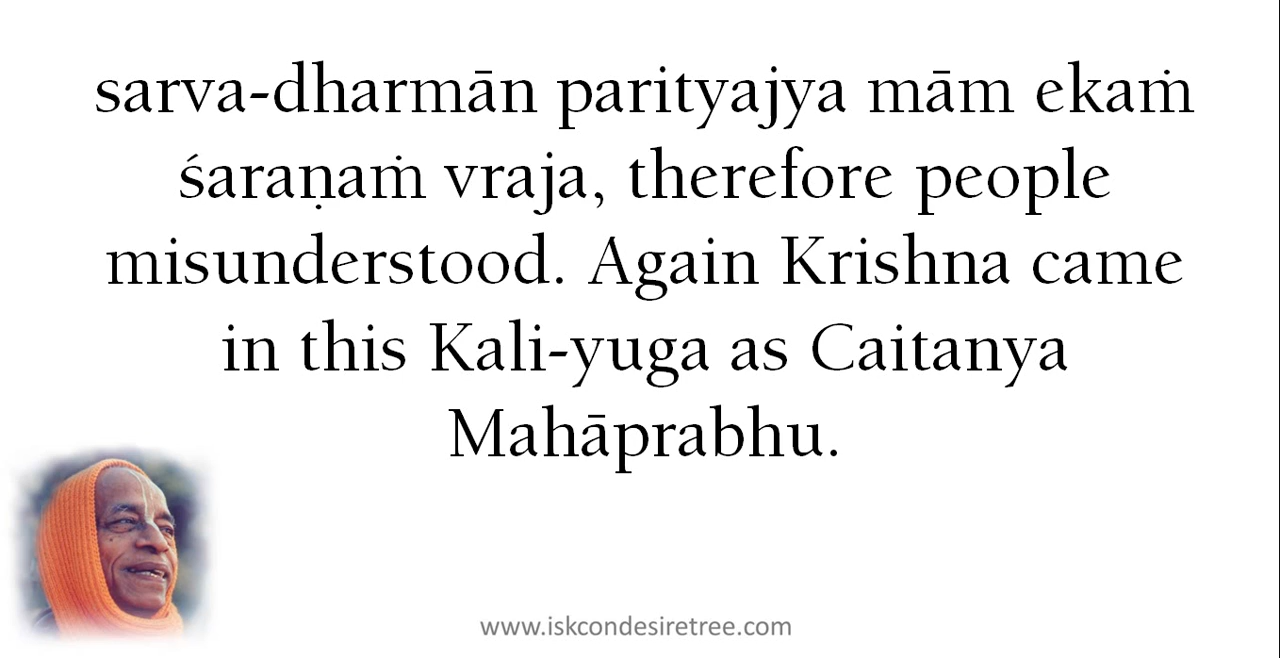 sarva-dharmān parityajya mām ekaṁ
śaraṇaṁ vraja, therefore people
misunderstood. Again Krishna came
in this Kali-yuga as Caitanya
Mahāprabhu.
www.iskcondesiretree.com